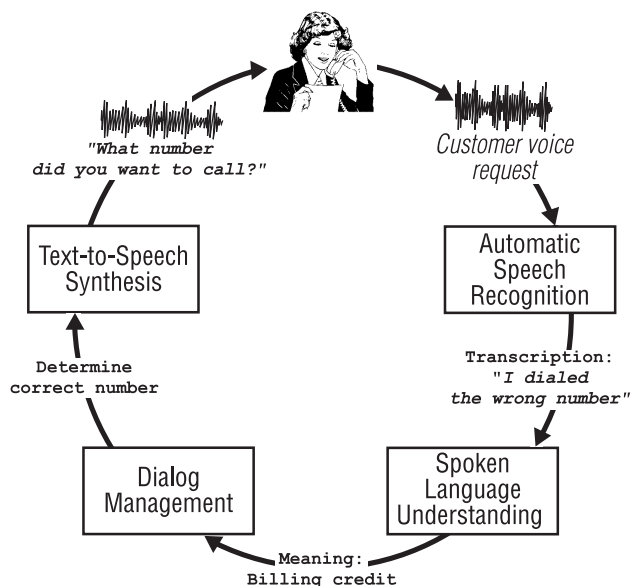 "What number
did you want to call?"
Customer voice
request
Text-to-Speech
Synthesis
Automatic
Speech
Recognition
Determine
correct number
Transcription:
"I dialed
the wrong number"
Dialog
Management
Spoken
Language
Understanding
Meaning:
Billing credit